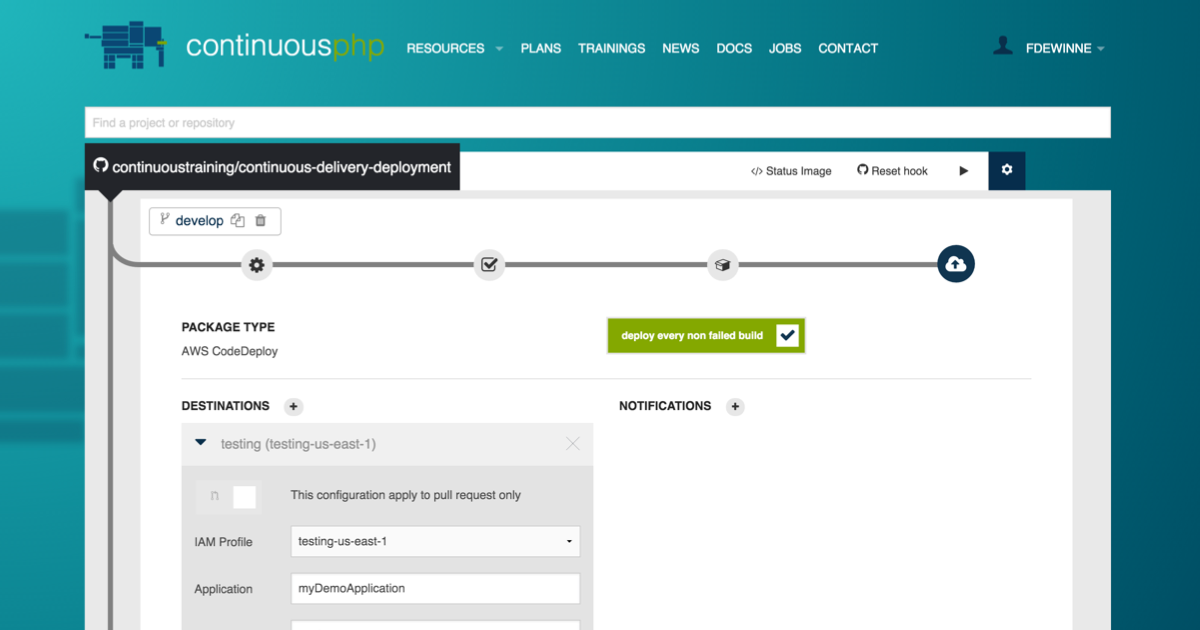 continuousphp RESOURCES PLANS TRAININGS NEWS DOCS JOBS CONTACT FDEWINNE
Find a project or repository
continuoustraining/continuous-delivery-deployment </> Status Image Reset hook
develop
PACKAGE TYPE
AWS CodeDeploy
deploy every non failed build
DESTINATIONS +
NOTIFICATIONS +
testing (testing-us-east-1)
n This configuration apply to pull request only
IAM Profile testing-us-east-1
Application myDemoApplication